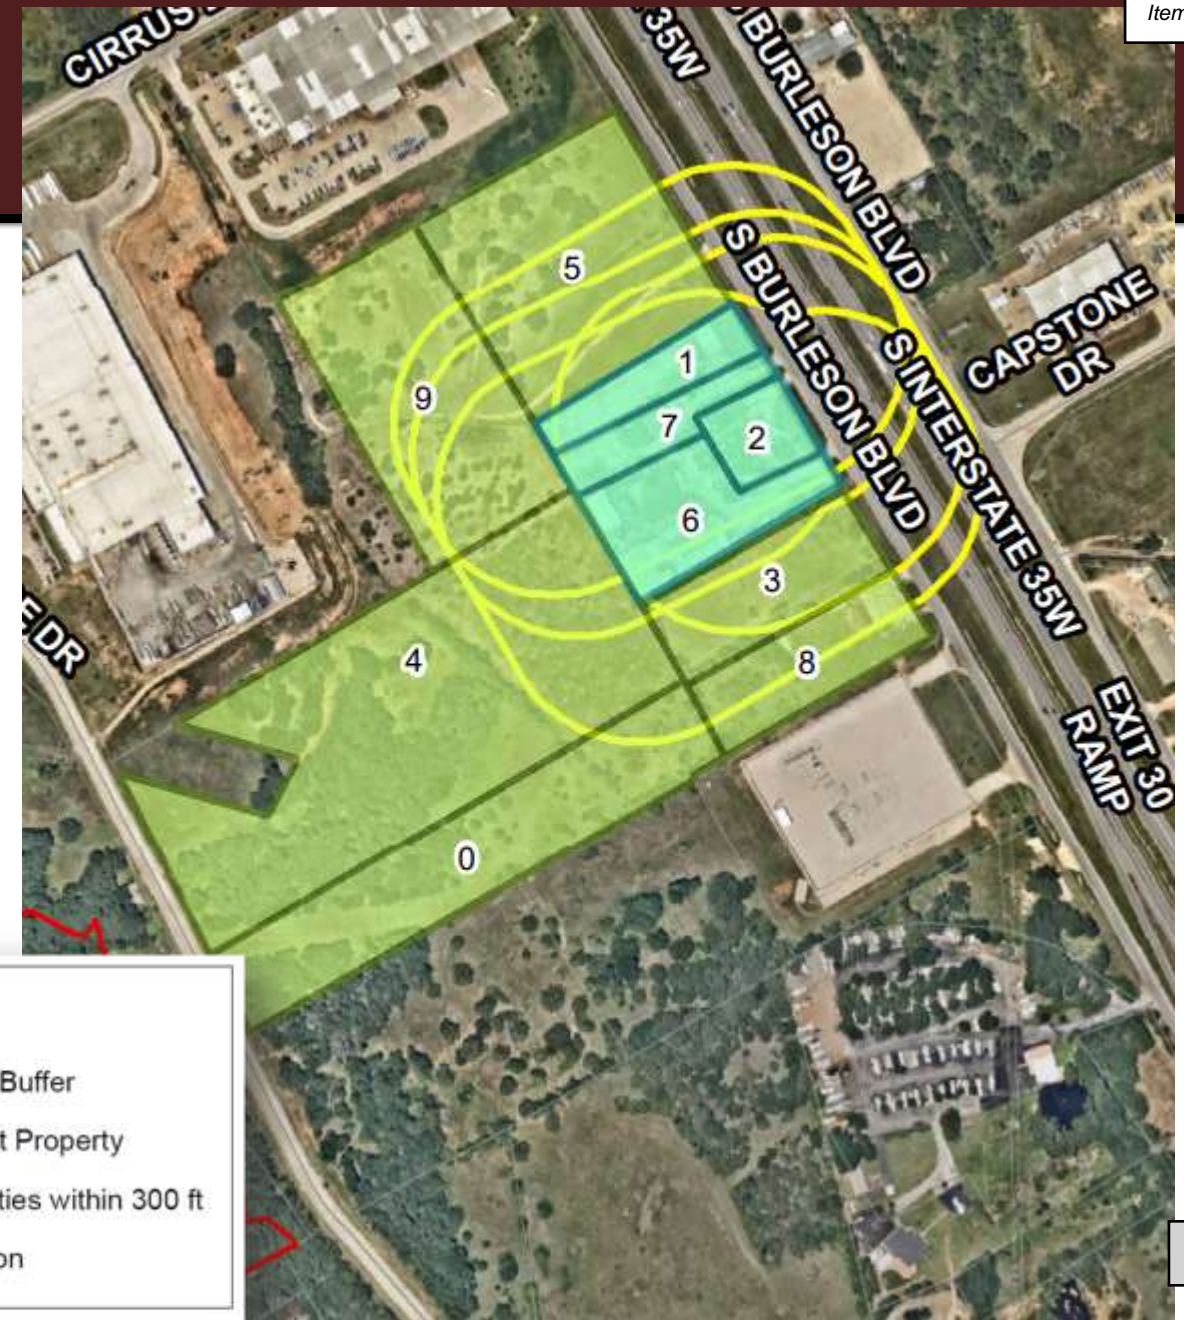 Item
CIRRUS
35W
S BURLESON BLVD
5
S BURLESON BLVD
CAPSTONE
DR
S INTERSTATE 35W
1
9
7
2
6
3
E DR
4
8
EXIT 30
RAMP
0
Buffer
t Property
ties within 300 ft
on